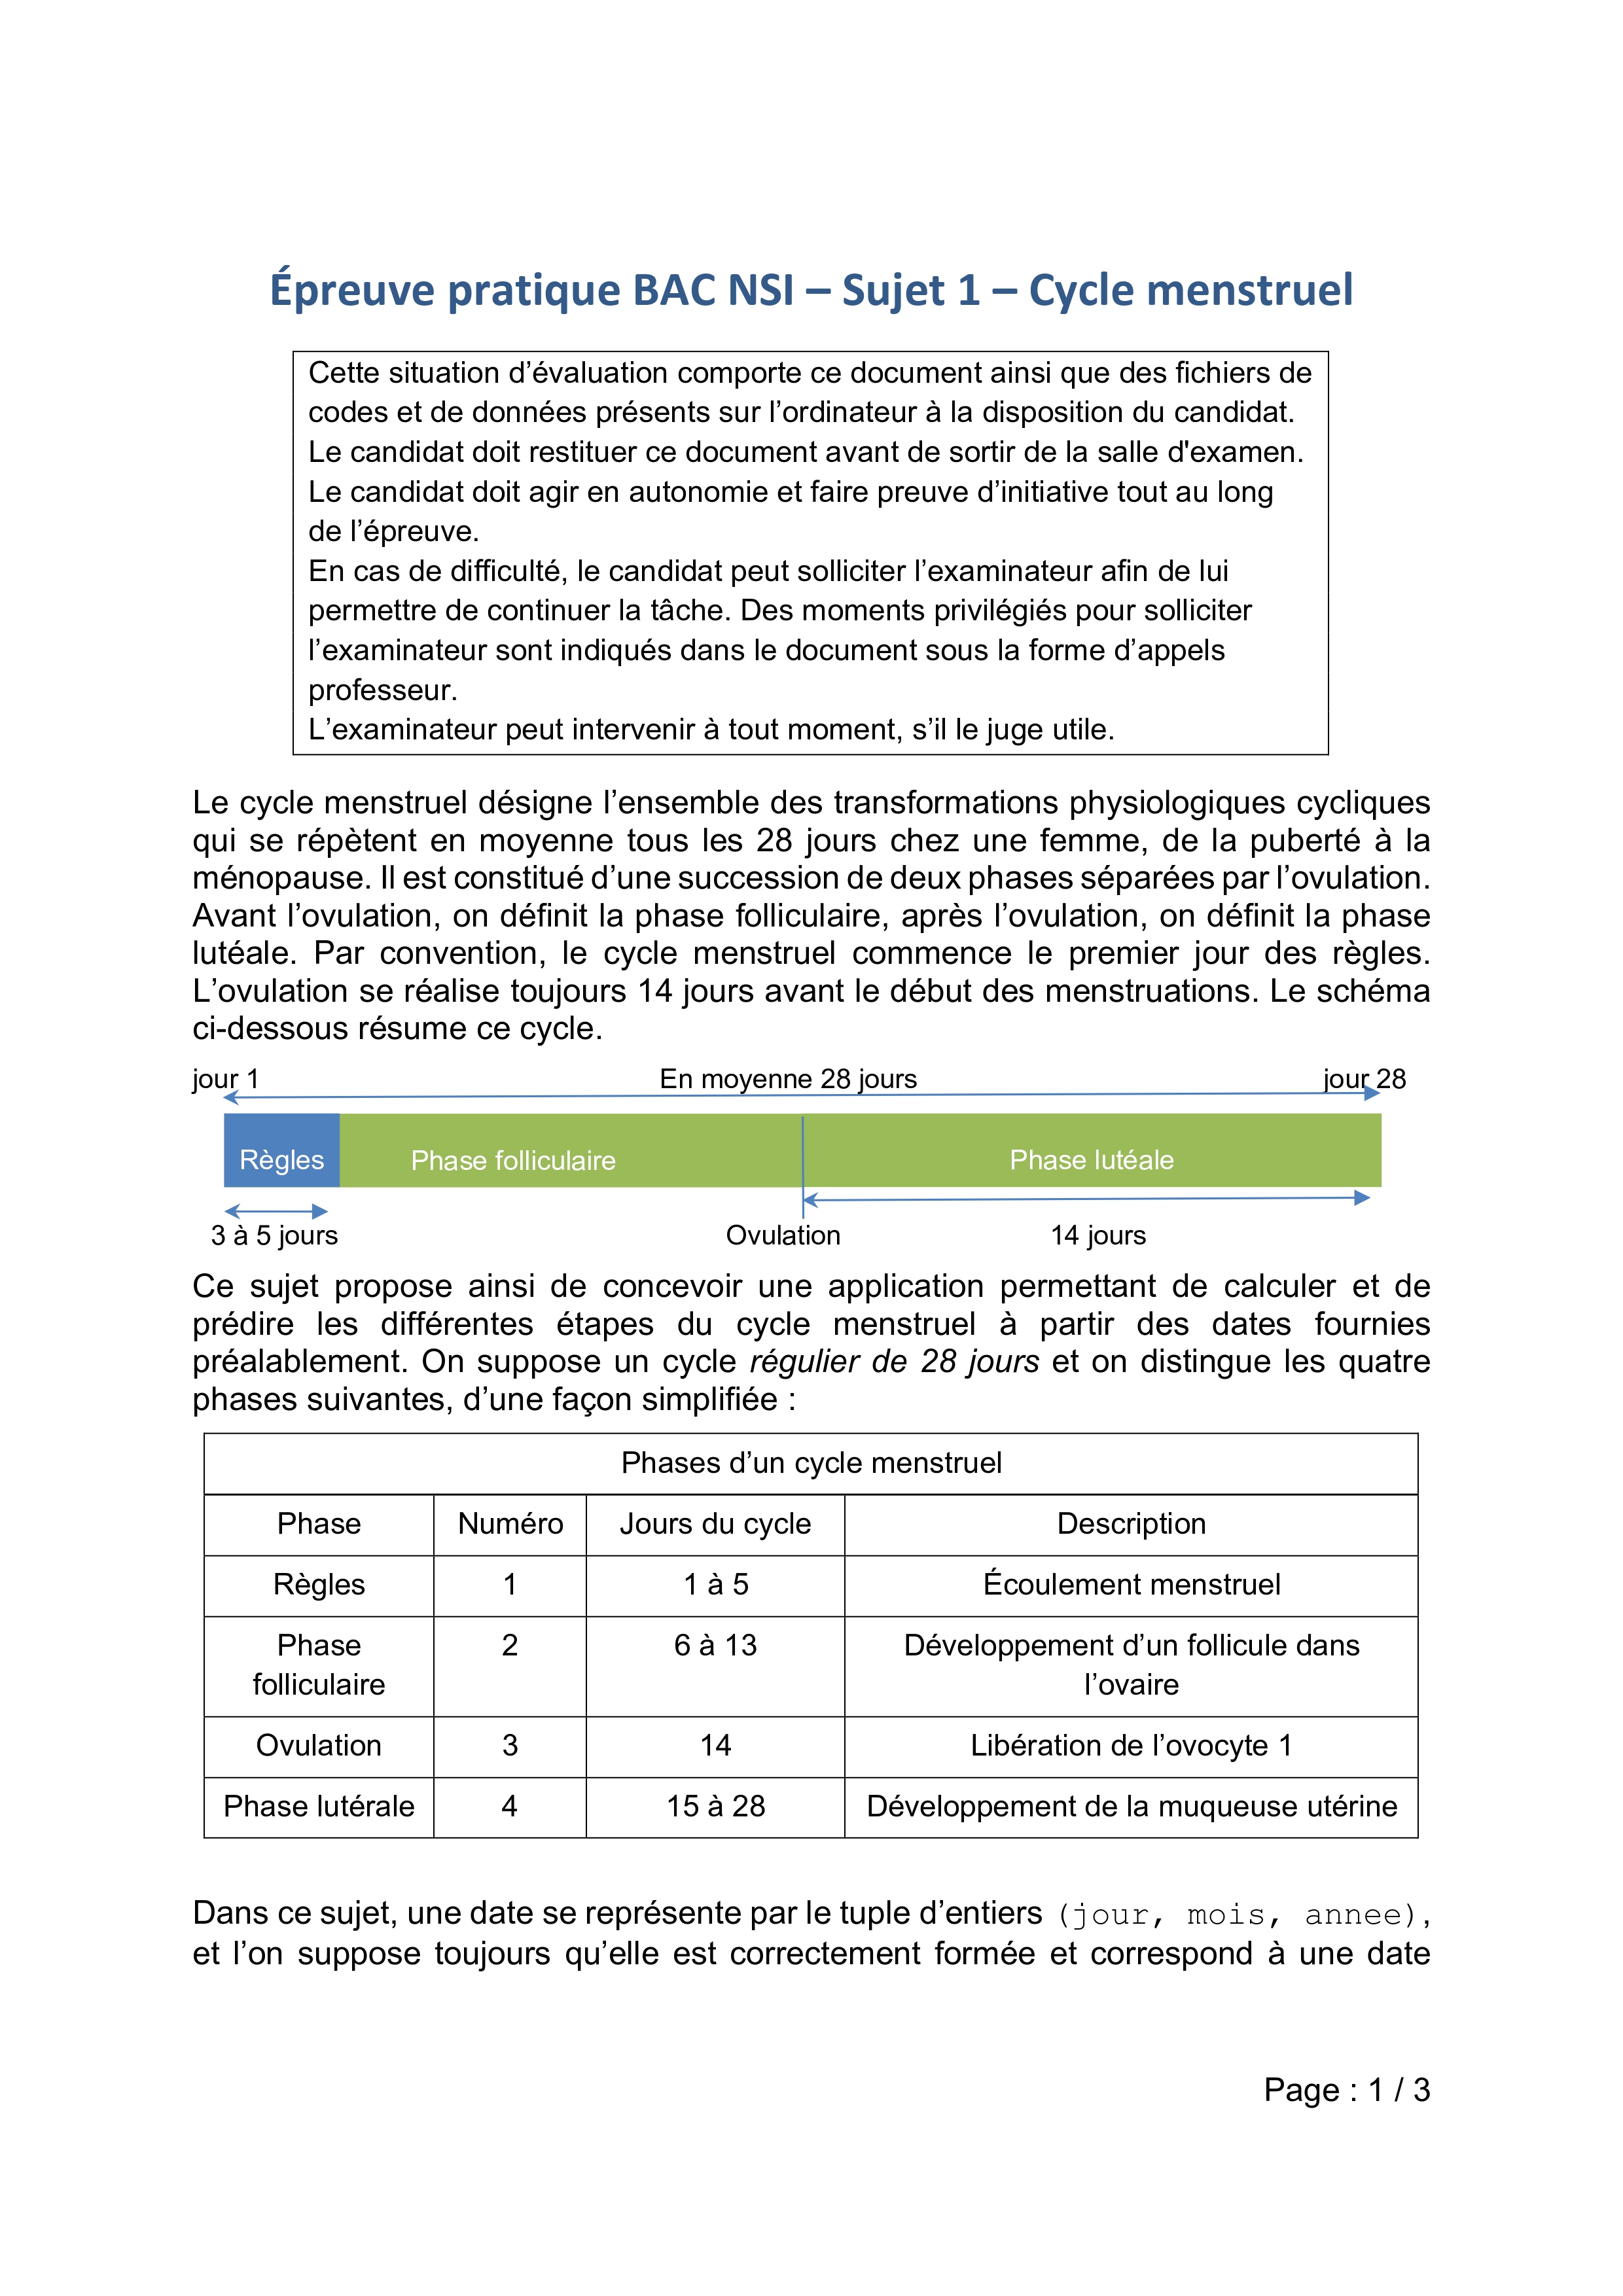 Épreuve pratique BAC NSI – Sujet 1 – Cycle menstruel
Cette situation d’évaluation comporte ce document ainsi que des fichiers de
codes et de données présents sur l’ordinateur à la disposition du candidat.
Le candidat doit restituer ce document avant de sortir de la salle d'examen.
Le candidat doit agir en autonomie et faire preuve d’initiative tout au long
de l’épreuve.
En cas de difficulté, le candidat peut solliciter l’examinateur afin de lui
permettre de continuer la tâche. Des moments privilégiés pour solliciter
l’examinateur sont indiqués dans le document sous la forme d’appels
professeur.
L’examinateur peut intervenir à tout moment, s’il le juge utile.
Le cycle menstruel désigne l’ensemble des transformations physiologiques cycliques
qui se répètent en moyenne tous les 28 jours chez une femme, de la puberté à la
ménopause. Il est constitué d’une succession de deux phases séparées par l’ovulation.
Avant l’ovulation, on définit la phase folliculaire, après l’ovulation, on définit la phase
lutéale. Par convention, le cycle menstruel commence le premier jour des règles.
L’ovulation se réalise toujours 14 jours avant le début des menstruations. Le schéma
ci-dessous résume ce cycle.
jour 1 En moyenne 28 jours jour 28
Règles Phase folliculaire Phase lutéale
3 à 5 jours Ovulation 14 jours
Ce sujet propose ainsi de concevoir une application permettant de calculer et de
prédire les différentes étapes du cycle menstruel à partir des dates fournies
préalablement. On suppose un cycle régulier de 28 jours et on distingue les quatre
phases suivantes, d’une façon simplifiée :
Phases d’un cycle menstruel
Phase Numéro Jours du cycle Description
Règles 1 1 à 5 Écoulement menstruel
Phase 2 6 à 13 Développement d’un follicule dans
folliculaire l’ovaire
Ovulation 3 14 Libération de l’ovocyte 1
Phase lutérale 4 15 à 28 Développement de la muqueuse utérine
Dans ce sujet, une date se représente par le tuple d’entiers (jour, mois, annee),
et l’on suppose toujours qu’elle est correctement formée et correspond à une date
Page : 1 / 3